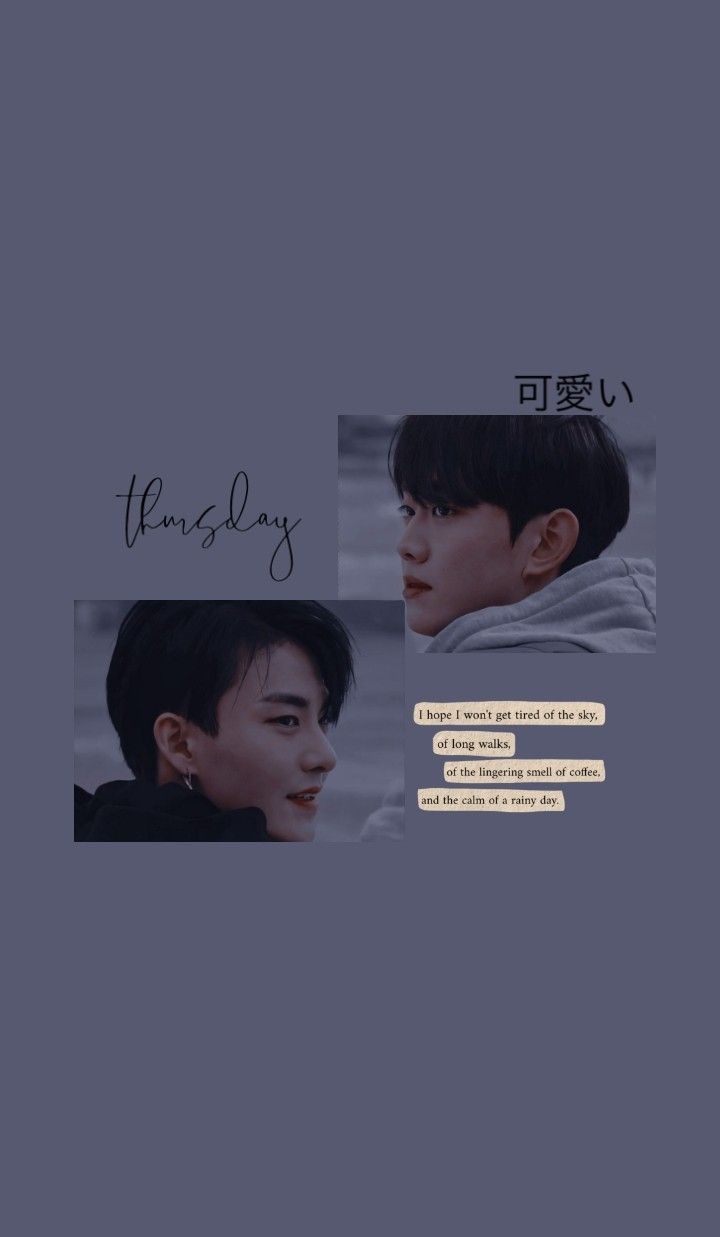 可愛い
thursday
I hope I won't get tired of the sky,
of long walks,
of the lingering smell of coffee,
and the calm of a rainy day.